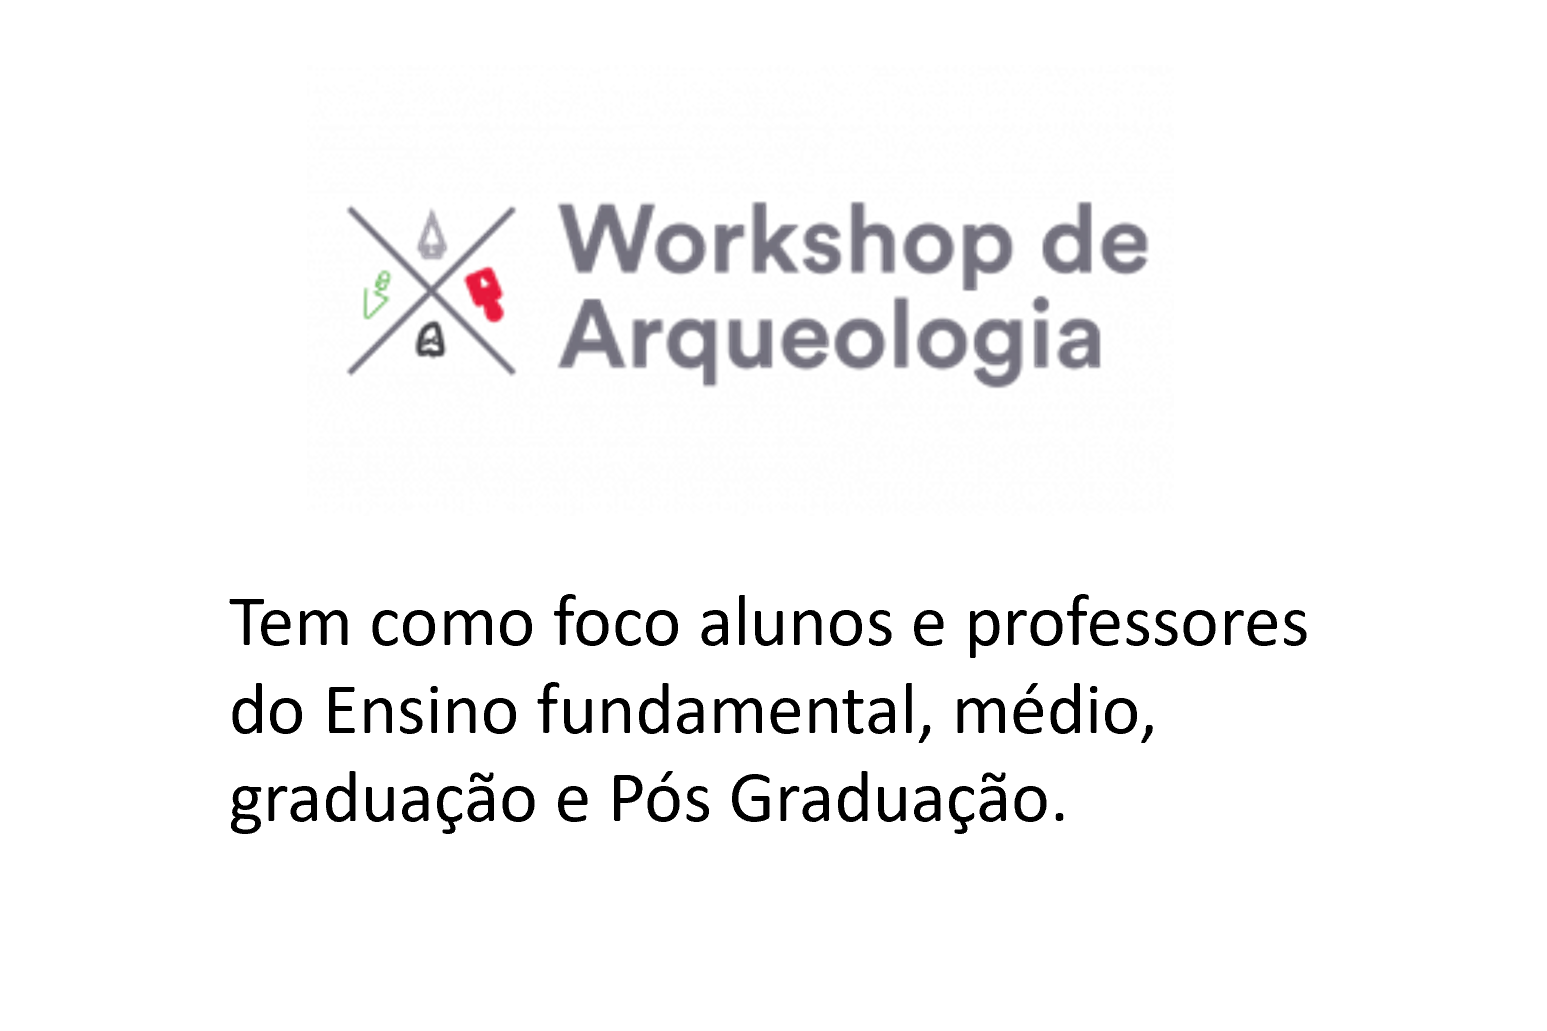 Workshop de
Arqueologia
Tem como foco alunos e professores
do Ensino fundamental, médio,
graduação e Pós Graduação.